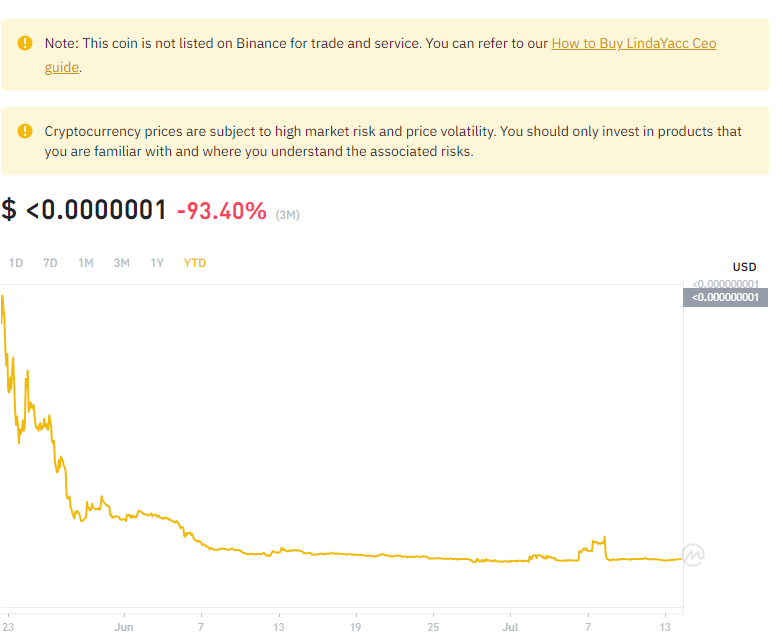 Note: This coin is not listed on Binance for trade and service. You can refer to our How to Buy LindaYacc Ceo
guide.
Cryptocurrency prices are subject to high market risk and price volatility. You should only invest in products that
you are familiar with and where you understand the associated risks.
$ <0.0000001 -93.40% (3M)
1D 7D 1M 3M 1Y YTD
USD
<0.000000001
<0.000000001
23 Jun 7 13 19 25 Jul 7 13